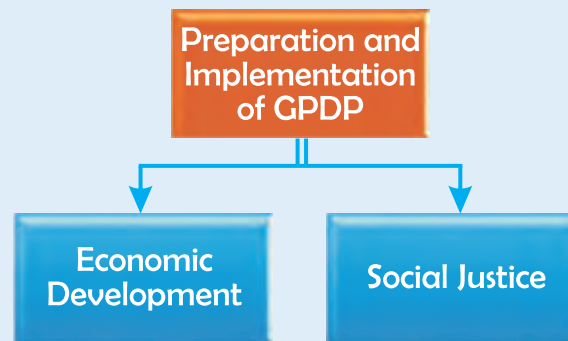 Preparation and
Implementation
of GPDP
Economic
Development
Social Justice